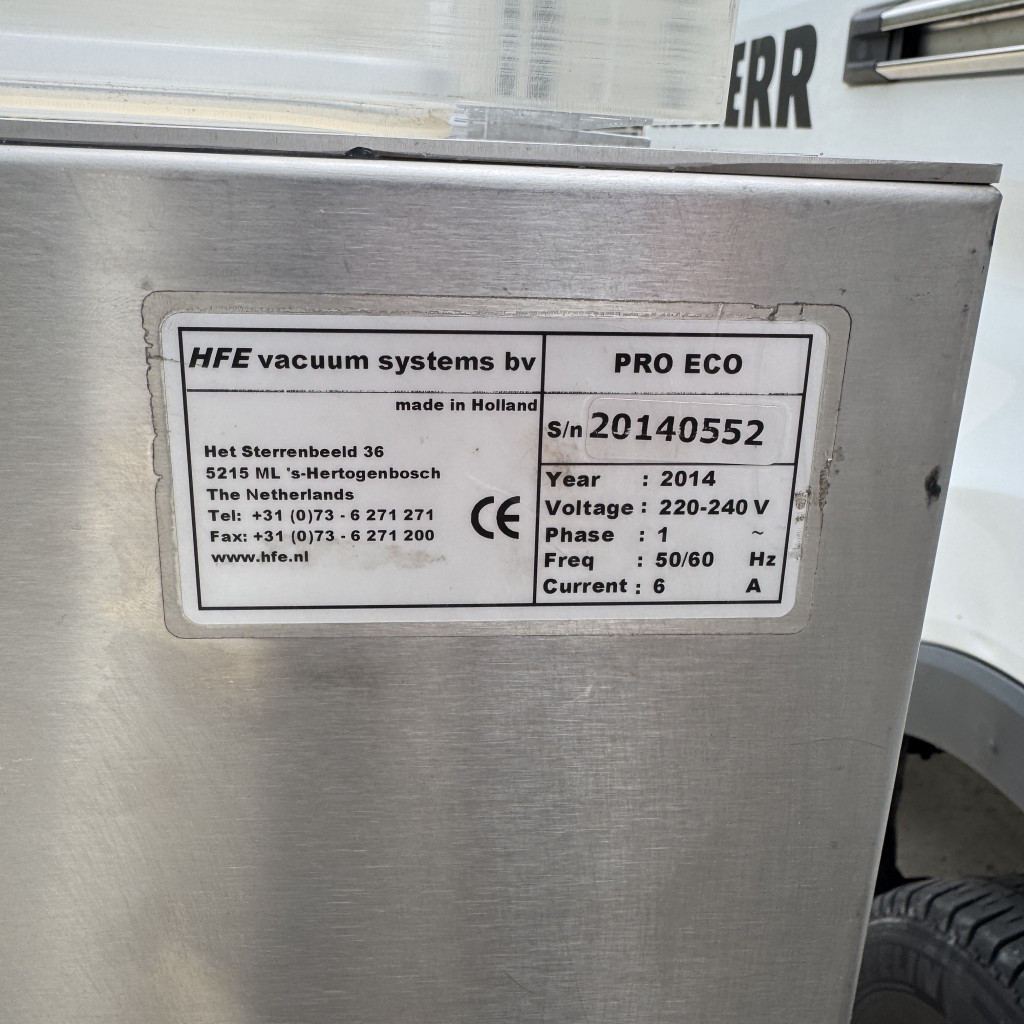 ERR
HFE vacuum systems bv
made in Holland
Het Sterrenbeeld 36
5215 ML 's-Hertogenbosch
The Netherlands
Tel: +31 (0)73 - 6 271 271
Fax: +31 (0)73 - 6 271 200
www.hfe.nl
CE
PRO ECO
S/n 20140552
Year : 2014
Voltage : 220-240 V
Phase : 1 ~
Freq : 50/60 Hz
Current : 6 A